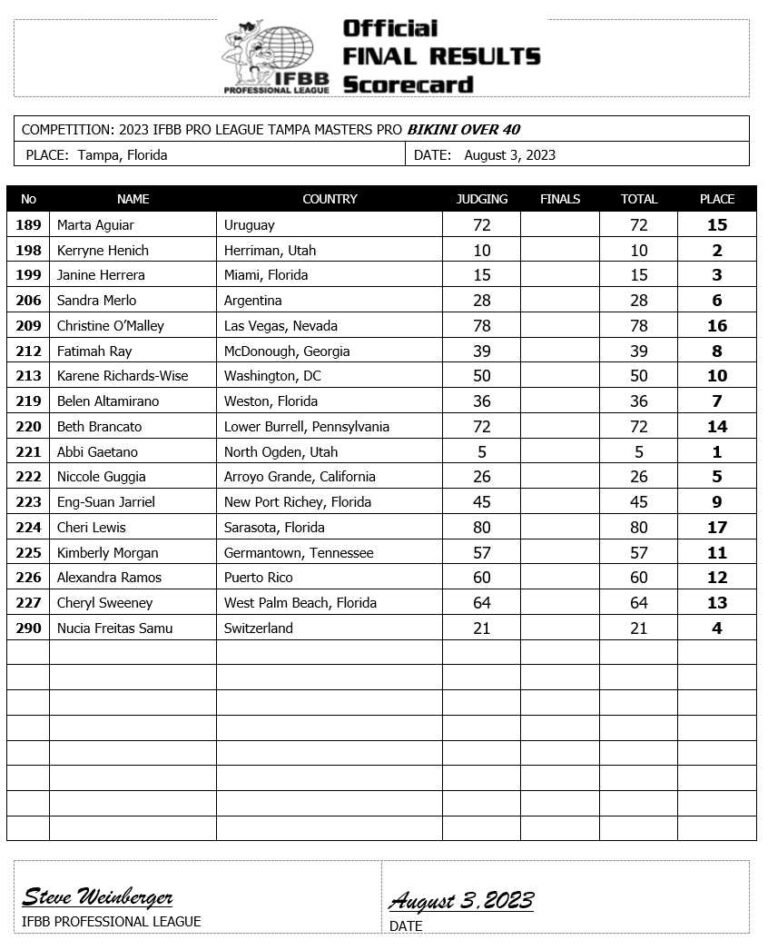 Official
FINAL RESULTS
Scorecard
IFBB
PROFESSIONAL LEAGUE
COMPETITION: 2023 IFBB PRO LEAGUE TAMPA MASTERS PRO BIKINI OVER 40
PLACE: Tampa, Florida DATE: August 3, 2023
No NAME COUNTRY JUDGING FINALS TOTAL PLACE
189 Marta Aguiar Uruguay 72 72 15
198 Kerryne Henich Herriman, Utah 10 10 2
199 Janine Herrera Miami, Florida 15 15 3
206 Sandra Merlo Argentina 28 28 6
209 Christine O’Malley Las Vegas, Nevada 78 78 16
212 Fatimah Ray McDonough, Georgia 39 39 8
213 Karene Richards-Wise Washington, DC 50 50 10
219 Belen Altamirano Weston, Florida 36 36 7
220 Beth Brancato Lower Burrell, Pennsylvania 72 72 14
221 Abbi Gaetano North Ogden, Utah 5 5 1
222 Niccole Guggia Arroyo Grande, California 26 26 5
223 Eng-Suan Jarriel New Port Richey, Florida 45 45 9
224 Cheri Lewis Sarasota, Florida 80 80 17
225 Kimberly Morgan Germantown, Tennessee 57 57 11
226 Alexandra Ramos Puerto Rico 60 60 12
227 Cheryl Sweeney West Palm Beach, Florida 64 64 13
290 Nucia Freitas Samu Switzerland 21 21 4
Steve Weinberger August 3, 2023
IFBB PROFESSIONAL LEAGUE DATE